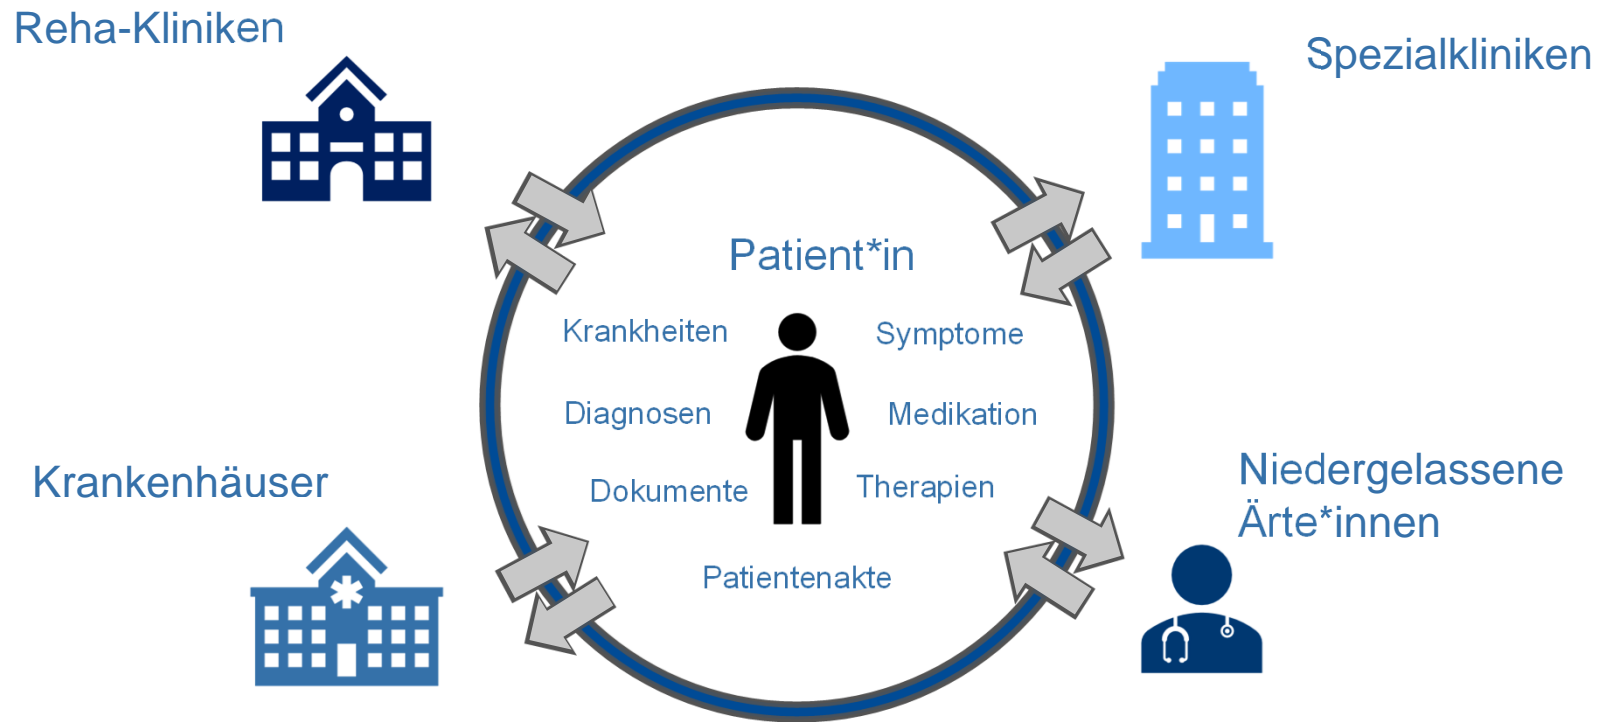 Reha-Kliniken
Spezialkliniken
Patient*in
Krankheiten
Symptome
Diagnosen
Medikation
Dokumente
Therapien
Patientenakte
Krankenhäuser
Niedergelassene
Ärte*innen